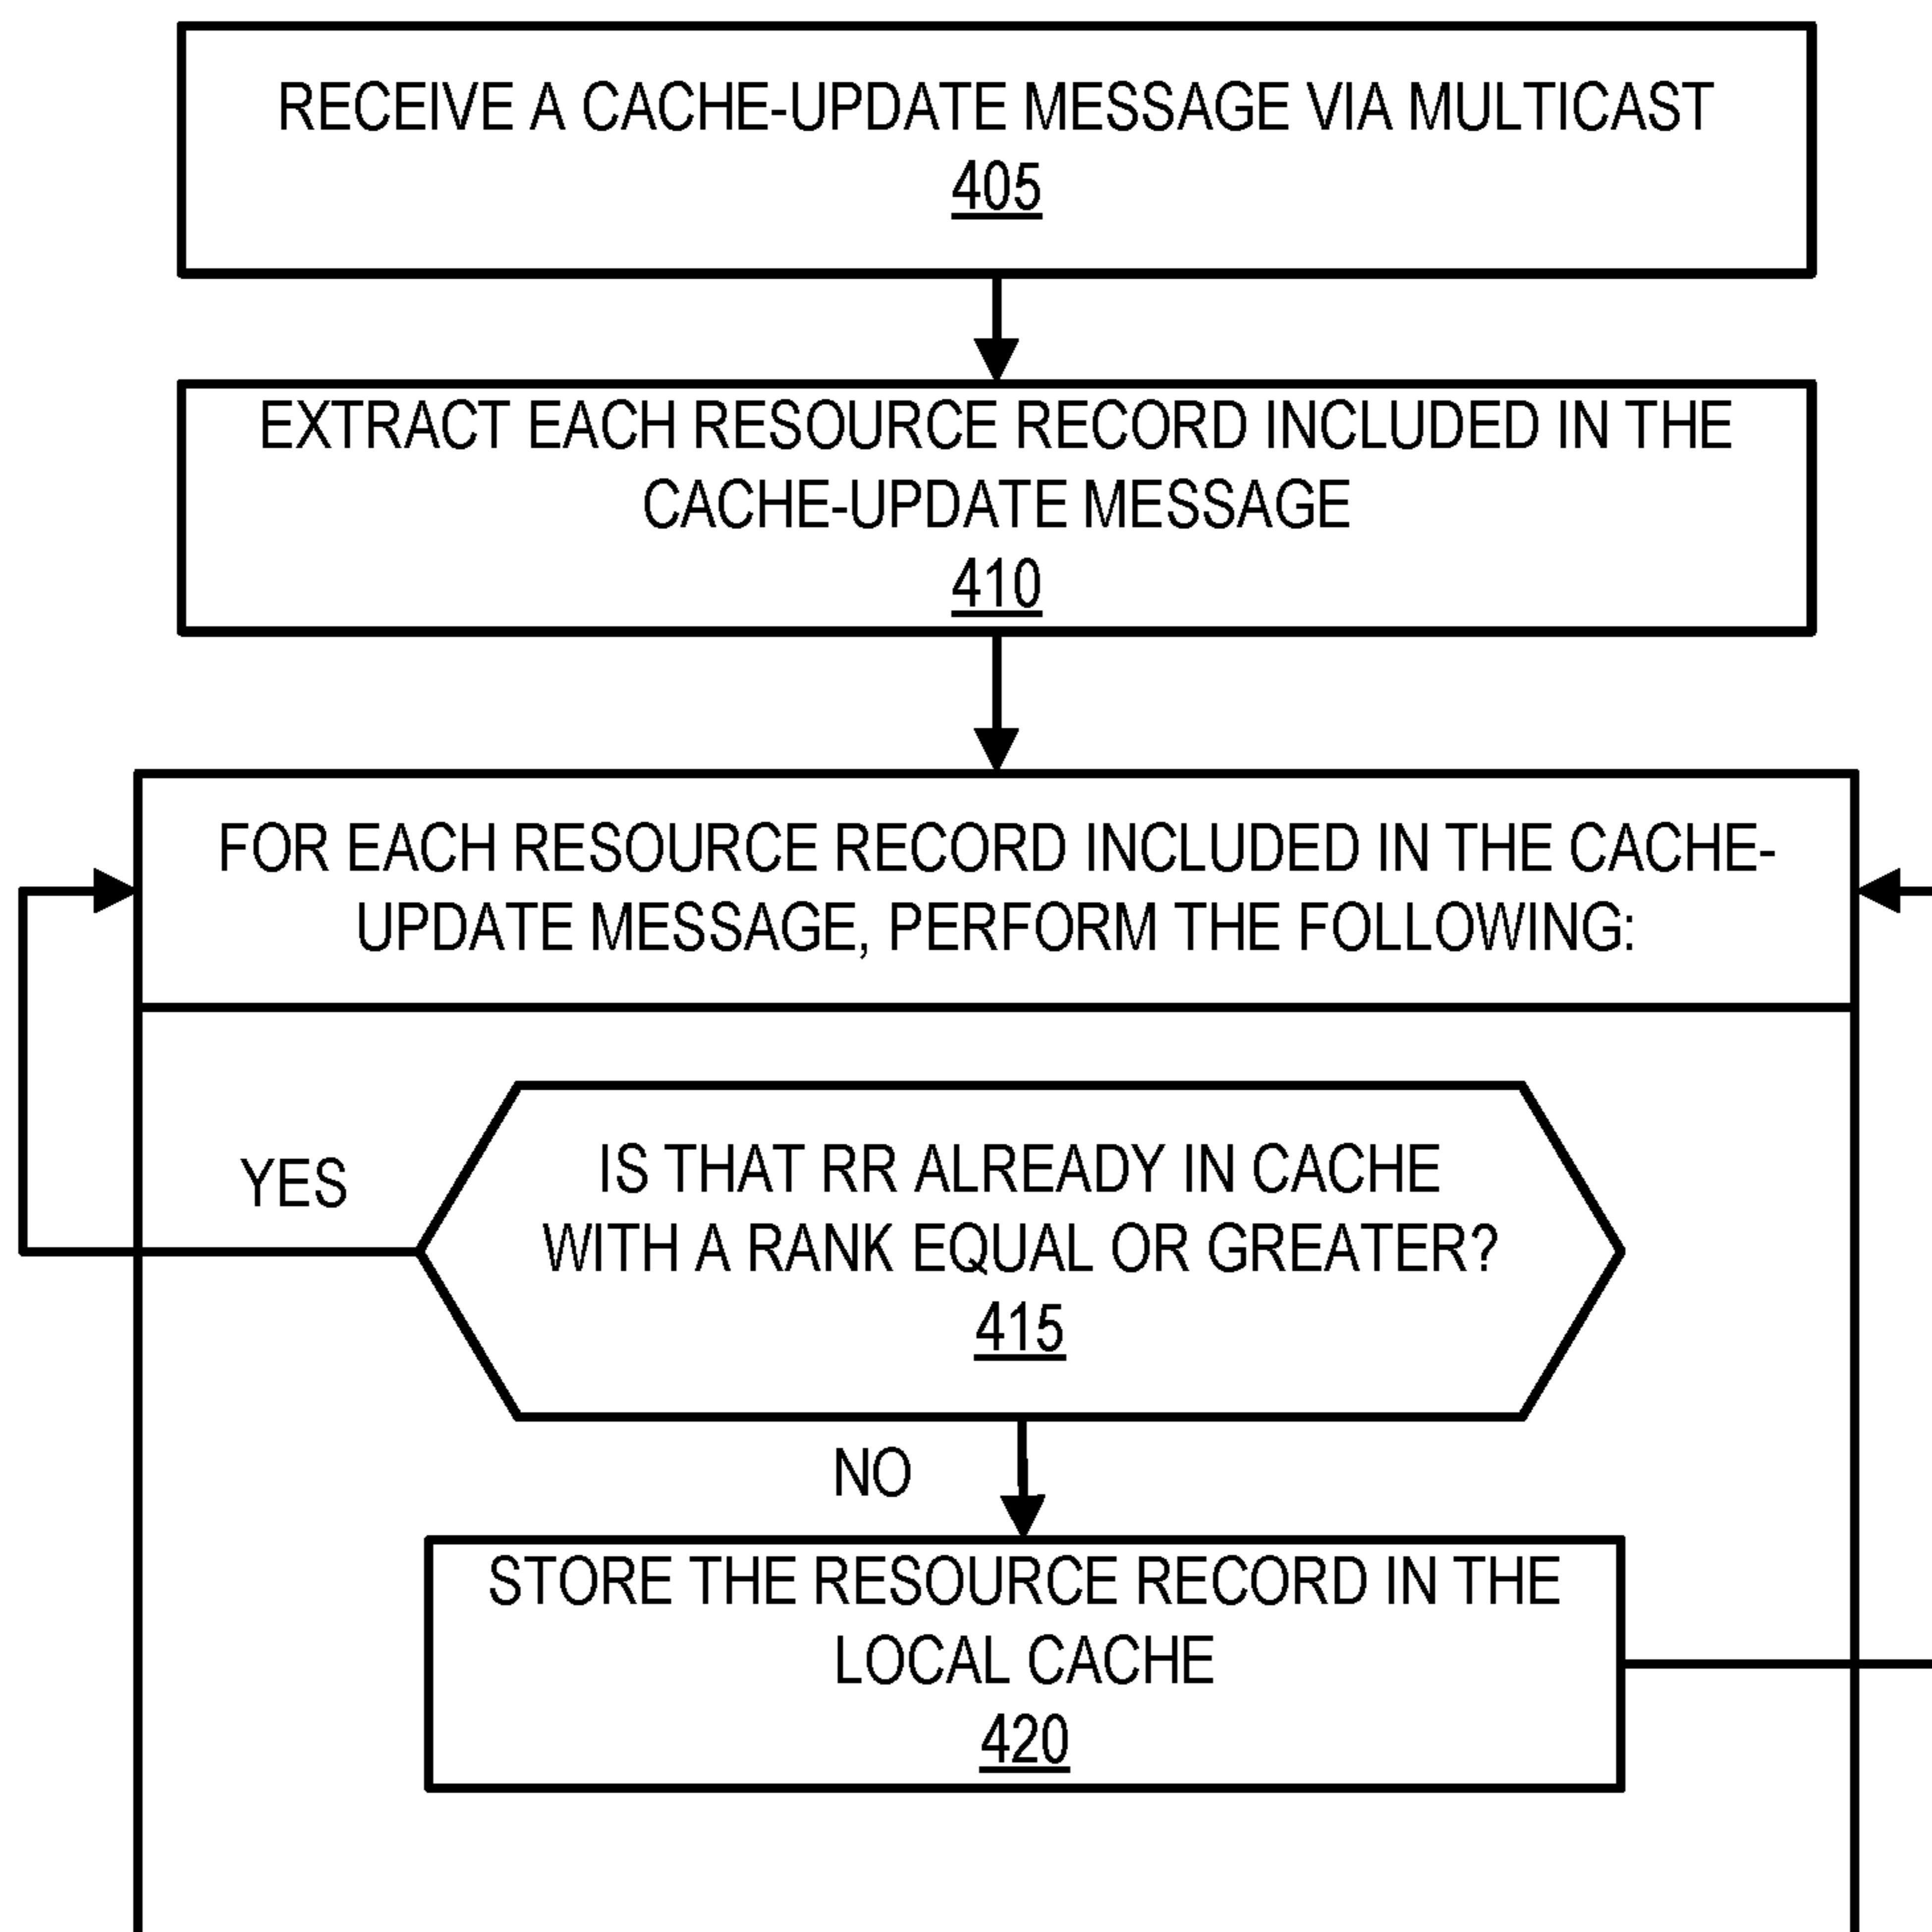 RECEIVE A CACHE-UPDATE MESSAGE VIA MULTICAST
405
EXTRACT EACH RESOURCE RECORD INCLUDED IN THE
CACHE-UPDATE MESSAGE
410
FOR EACH RESOURCE RECORD INCLUDED IN THE CACHE-
UPDATE MESSAGE, PERFORM THE FOLLOWING:
YES
IS THAT RR ALREADY IN CACHE
WITH A RANK EQUAL OR GREATER?
415
NO
STORE THE RESOURCE RECORD IN THE
LOCAL CACHE
420